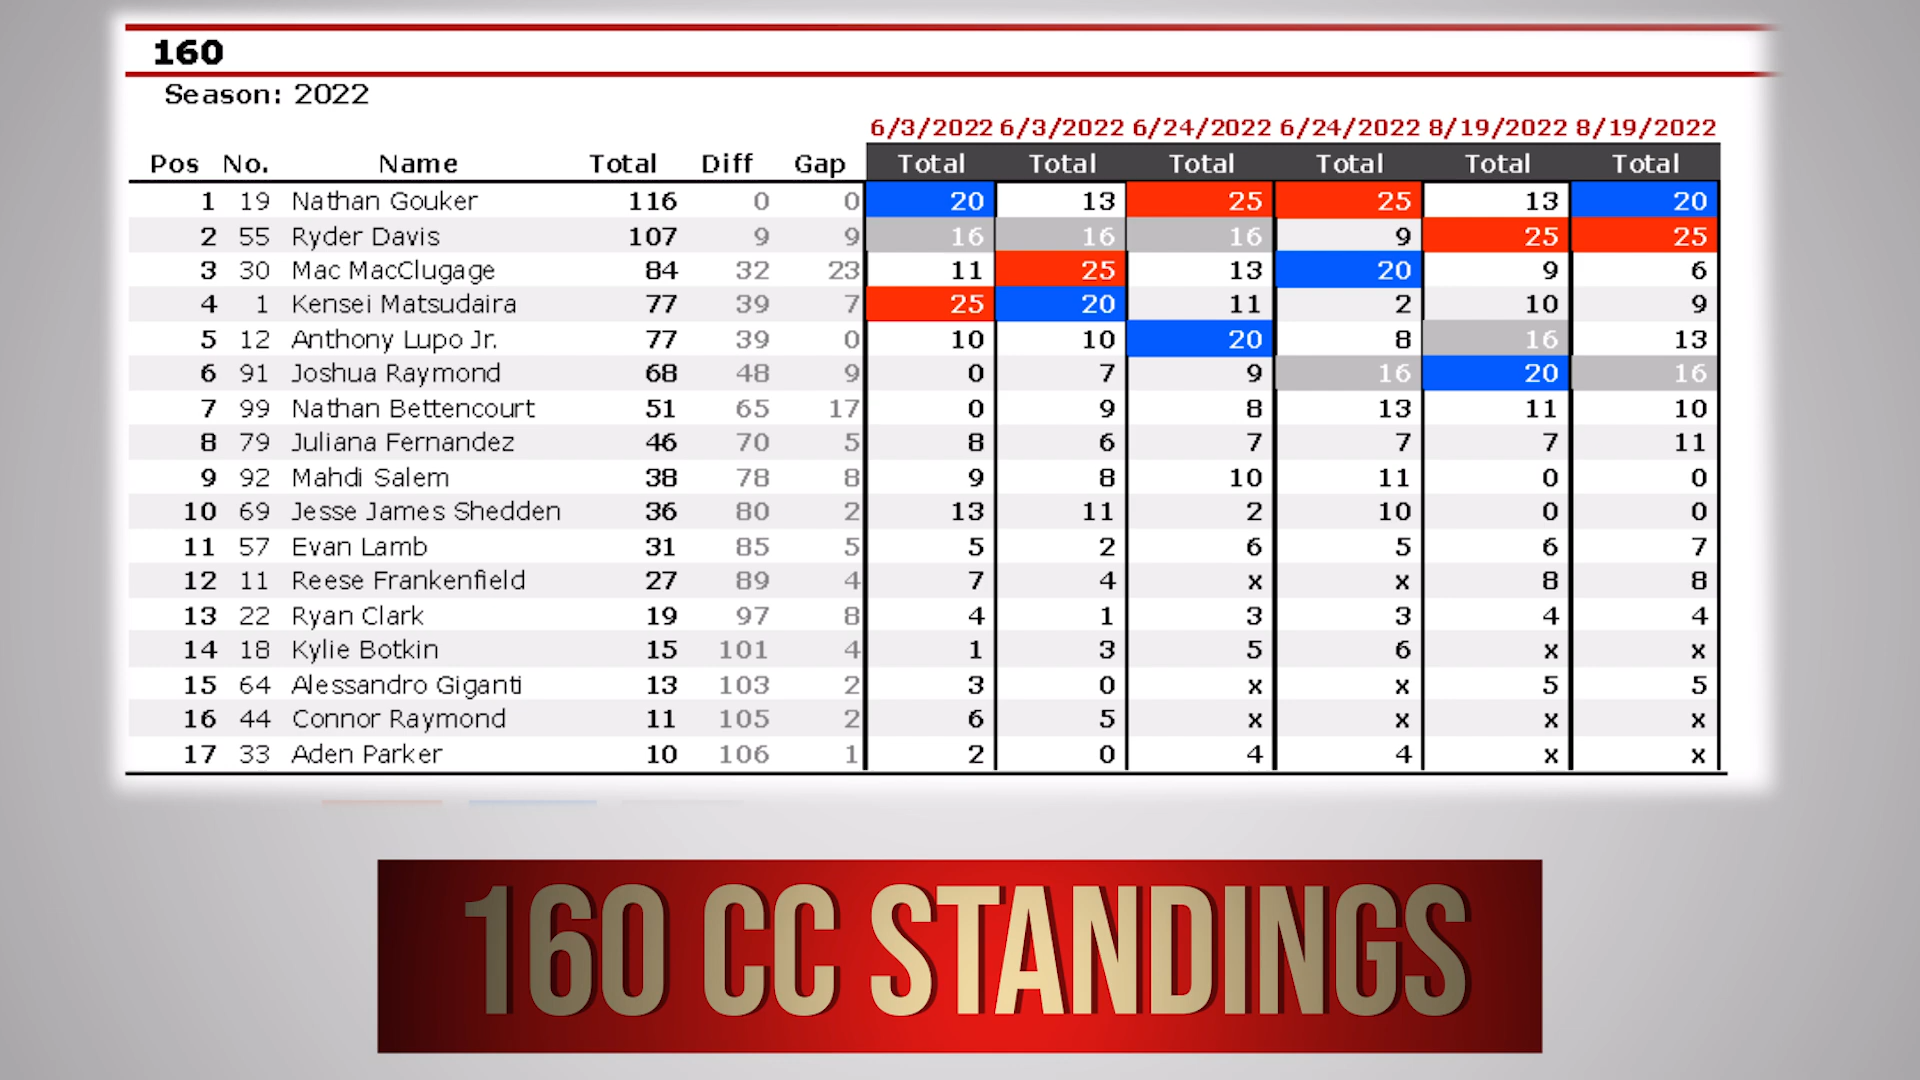 160
Season: 2022
6/3/2022 6/3/2022 6/24/2022 6/24/2022 8/19/2022 8/19/2022
Pos No. Name Total Diff Gap Total Total Total Total Total Total
1 19 Nathan Gouker 116 0 0 20 13 25 25 13 20
2 55 Ryder Davis 107 9 9 16 16 16 9 25 25
3 30 Mac MacClugage 84 32 23 11 25 13 20 9 6
4 1 Kensei Matsudaira 77 39 7 25 20 11 2 10 9
5 12 Anthony Lupo Jr. 77 39 0 10 10 20 8 16 13
6 91 Joshua Raymond 68 48 9 0 7 9 16 20 16
7 99 Nathan Bettencourt 51 65 17 0 9 8 13 11 10
8 79 Juliana Fernandez 46 70 5 8 6 7 7 7 11
9 92 Mahdi Salem 38 78 8 9 8 10 11 0 0
10 69 Jesse James Shedden 36 80 2 13 11 2 10 0 0
11 57 Evan Lamb 31 85 5 5 2 6 5 6 7
12 11 Reese Frankenfield 27 89 4 7 4 x x 8 8
13 22 Ryan Clark 19 97 8 4 1 3 3 4 4
14 18 Kylie Botkin 15 101 4 1 3 5 6 x x
15 64 Alessandro Giganti 13 103 2 3 0 x x 5 5
16 44 Connor Raymond 11 105 2 6 5 x x x x
17 33 Aden Parker 10 106 1 2 0 4 4 x x
160 CC STANDINGS